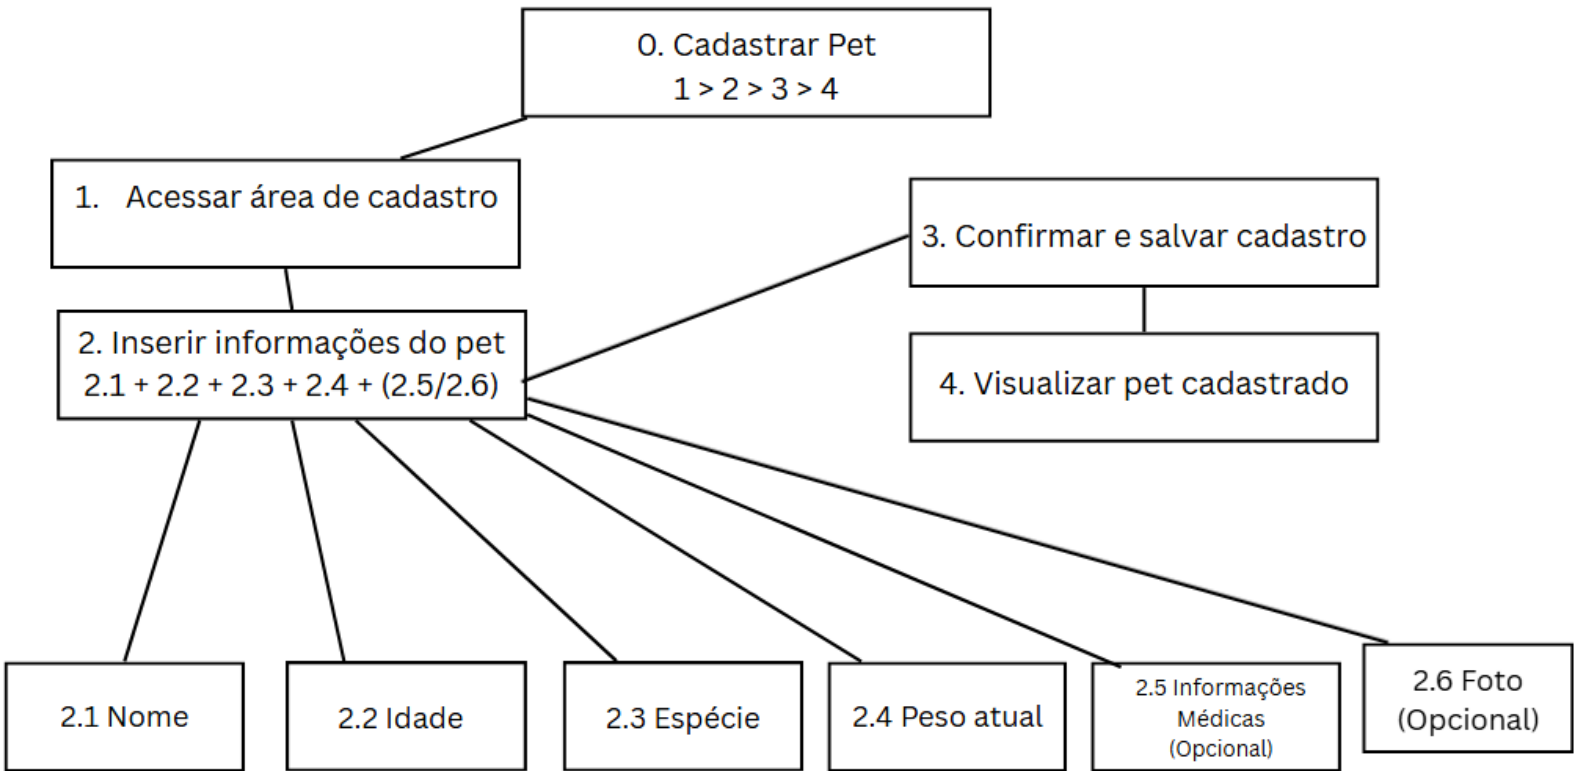 0. Cadastrar Pet
1 > 2 > 3 > 4
1. Acessar área de cadastro
2. Inserir informações do pet
2.1 + 2.2 + 2.3 + 2.4 + (2.5/2.6)
3. Confirmar e salvar cadastro
4. Visualizar pet cadastrado
2.1 Nome
2.2 Idade
2.3 Espécie
2.4 Peso atual
2.5 Informações
Médicas
(Opcional)
2.6 Foto
(Opcional)